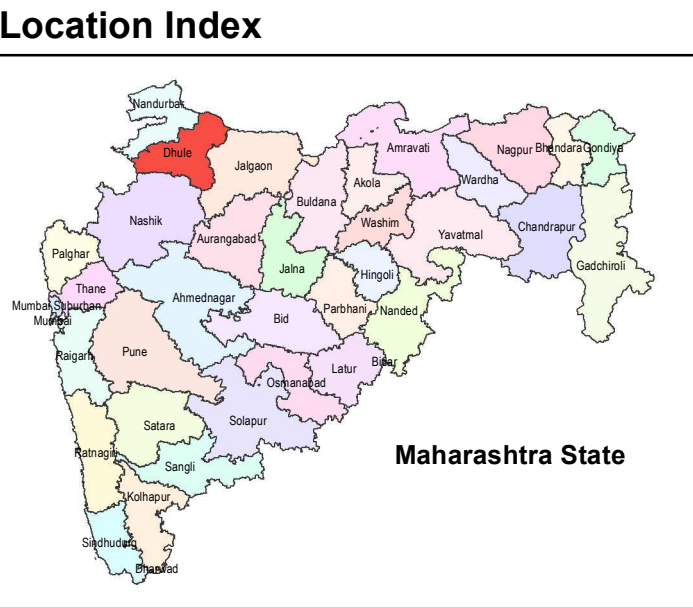 Location Index
Nandurbar
Dhule
Jalgaon
Amravati
Nagpur
Bhandara
Gondiya
Akola
Wardha
Buldana
Nashik
Washim
Yavatmal
Chandrapur
Aurangabad
Palghar
Jalna
Hingoli
Gadchiroli
Thane
Ahmednagar
Mumbai Suburban
Mumbai
Bid
Parbhani
Nanded
Raigarh
Pune
Latur
Bidar
Osmanabad
Satara
Solapur
Ratnagiri
Maharashtra State
Sangli
Kolhapur
Sindhudurg
Dharwad